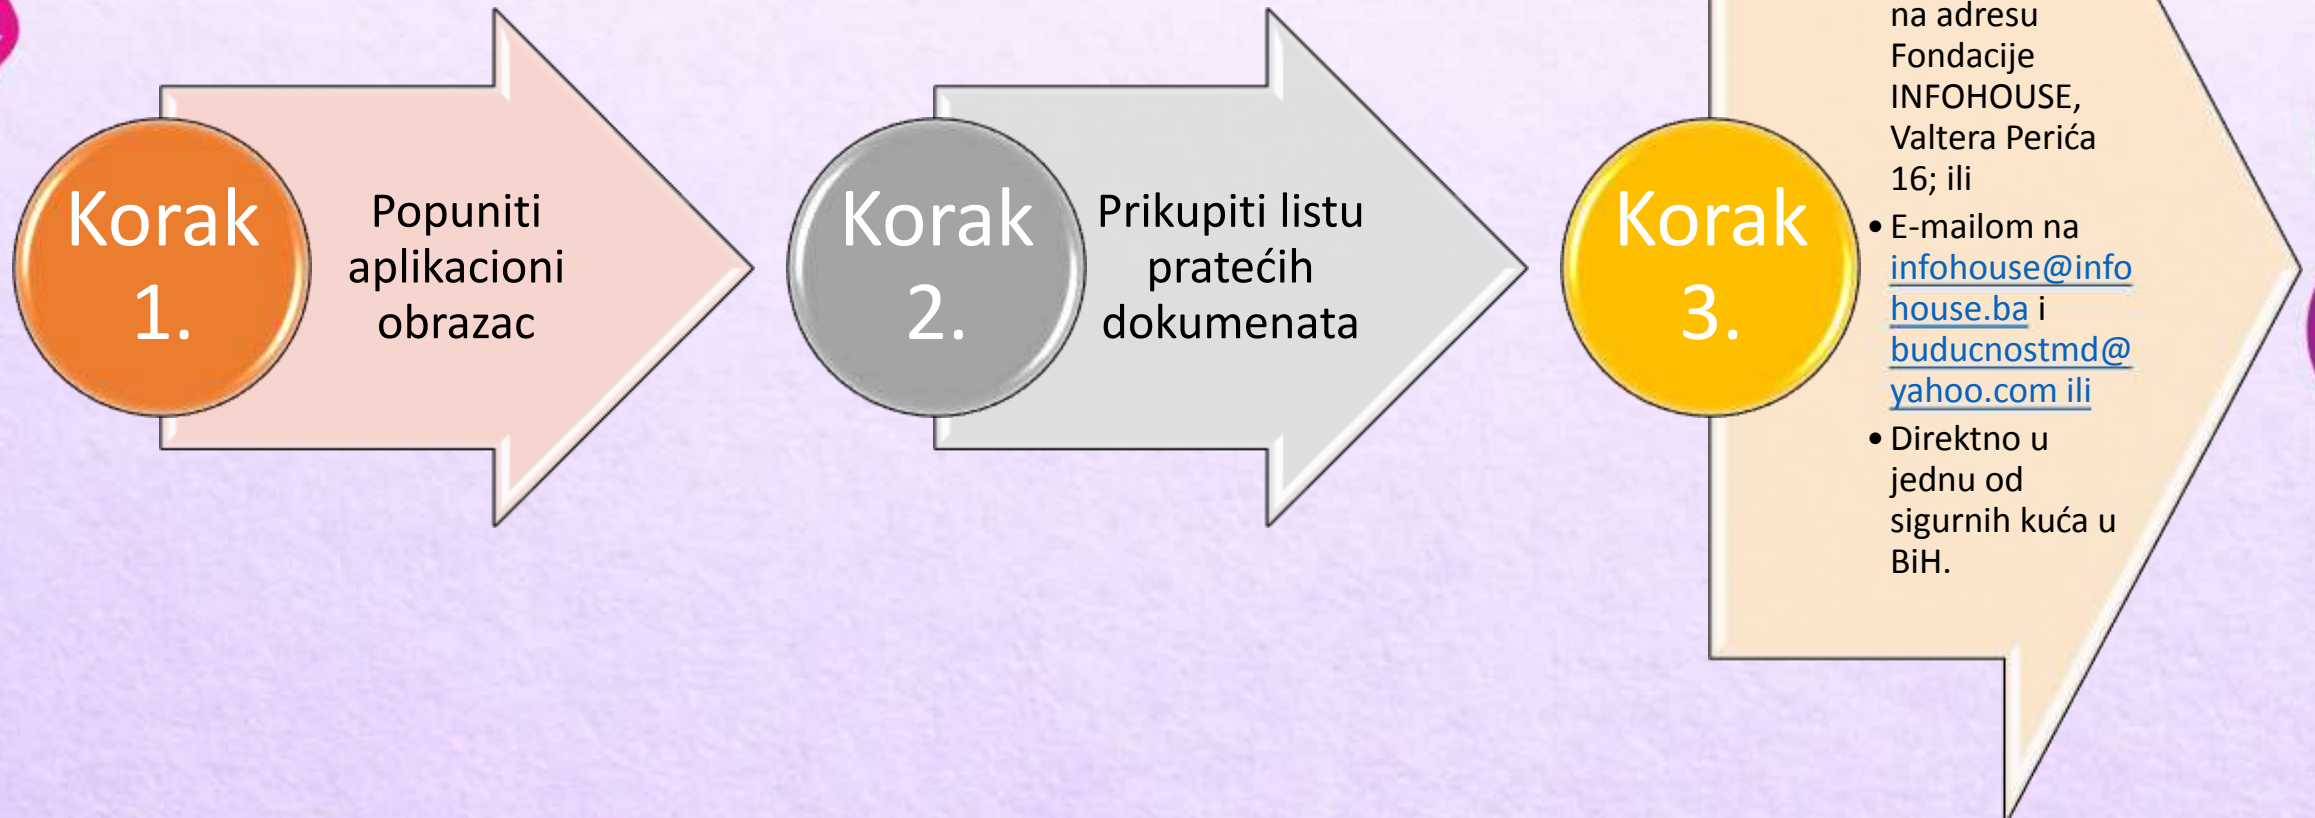 Korak
1.
Popuniti
aplikacioni
obrazac
Korak
2.
Prikupiti listu
pratećih
dokumenata
Korak
3.
na adresu
Fondacije
INFOHOUSE,
Valtera Perića
16; ili
• E-mailom na
infohouse@info
house.ba i
buducnostmd@
yahoo.com ili
• Direktno u
jednu od
sigurnih kuća u
BiH.